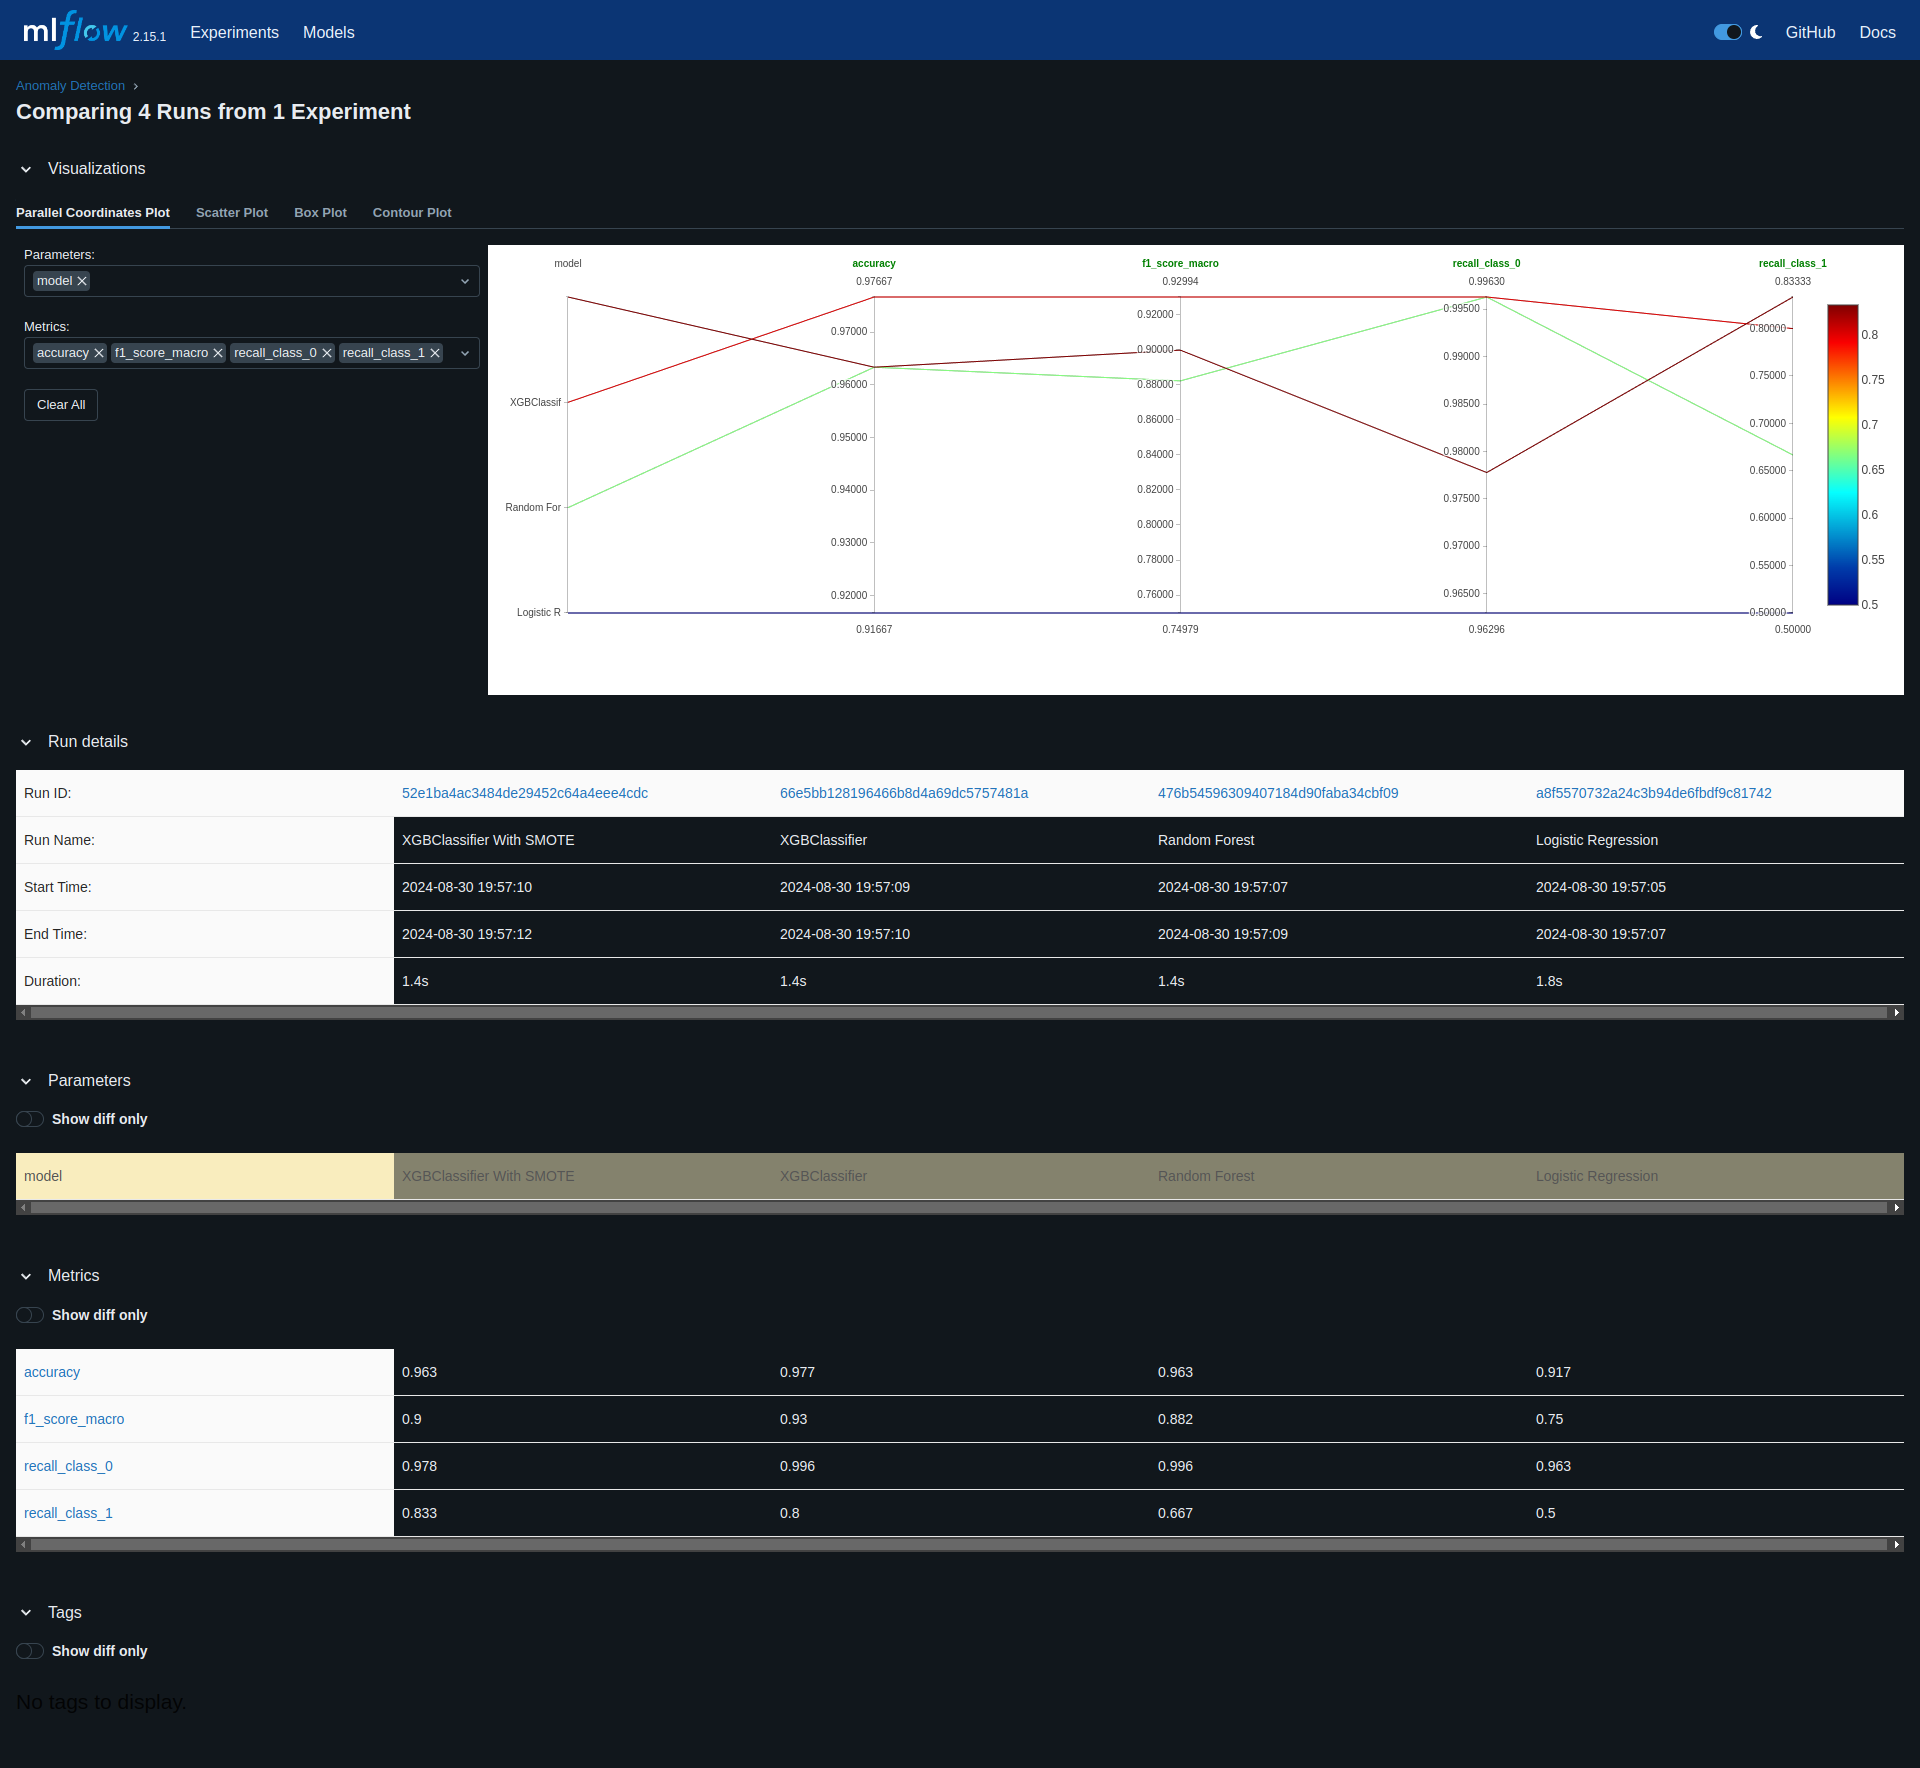 mlflow 2.15.1 Experiments Models GitHub Docs
Anomaly Detection
Comparing 4 Runs from 1 Experiment
Visualizations
Parallel Coordinates Plot Scatter Plot Box Plot Contour Plot
Parameters:
model
Metrics:
accuracy f1_score_macro recall_class_0 recall_class_1
Clear All
model accuracy f1_score_macro recall_class_0 recall_class_1
0.97667 0.92994 0.99630 0.83333
XGBClassif
Random For
Logistic R
0.97000
0.96000
0.95000
0.94000
0.93000
0.92000
0.91667
0.92000
0.90000
0.88000
0.86000
0.84000
0.82000
0.80000
0.78000
0.76000
0.74979
0.99500
0.99000
0.98500
0.98000
0.97500
0.97000
0.96500
0.96296
0.80000
0.75000
0.70000
0.65000
0.60000
0.55000
0.50000
0.50000
0.8
0.75
0.7
0.65
0.6
0.55
0.5
Run details
Run ID: 52e1ba4ac3484de29452c64a4eee4cdc 66e5bb128196466b8d4a69dc5757481a 476b54596309407184d90faba34cbf09 a8f5570732a24c3b94de6fbdf9c81742
Run Name: XGBClassifier With SMOTE XGBClassifier Random Forest Logistic Regression
Start Time: 2024-08-30 19:57:10 2024-08-30 19:57:09 2024-08-30 19:57:07 2024-08-30 19:57:05
End Time: 2024-08-30 19:57:12 2024-08-30 19:57:10 2024-08-30 19:57:09 2024-08-30 19:57:07
Duration: 1.4s 1.4s 1.4s 1.8s
Parameters
Show diff only
model XGBClassifier With SMOTE XGBClassifier Random Forest Logistic Regression
Metrics
Show diff only
accuracy 0.963 0.977 0.963 0.917
f1_score_macro 0.9 0.93 0.882 0.75
recall_class_0 0.978 0.996 0.996 0.963
recall_class_1 0.833 0.8 0.667 0.5
Tags
Show diff only
No tags to display.